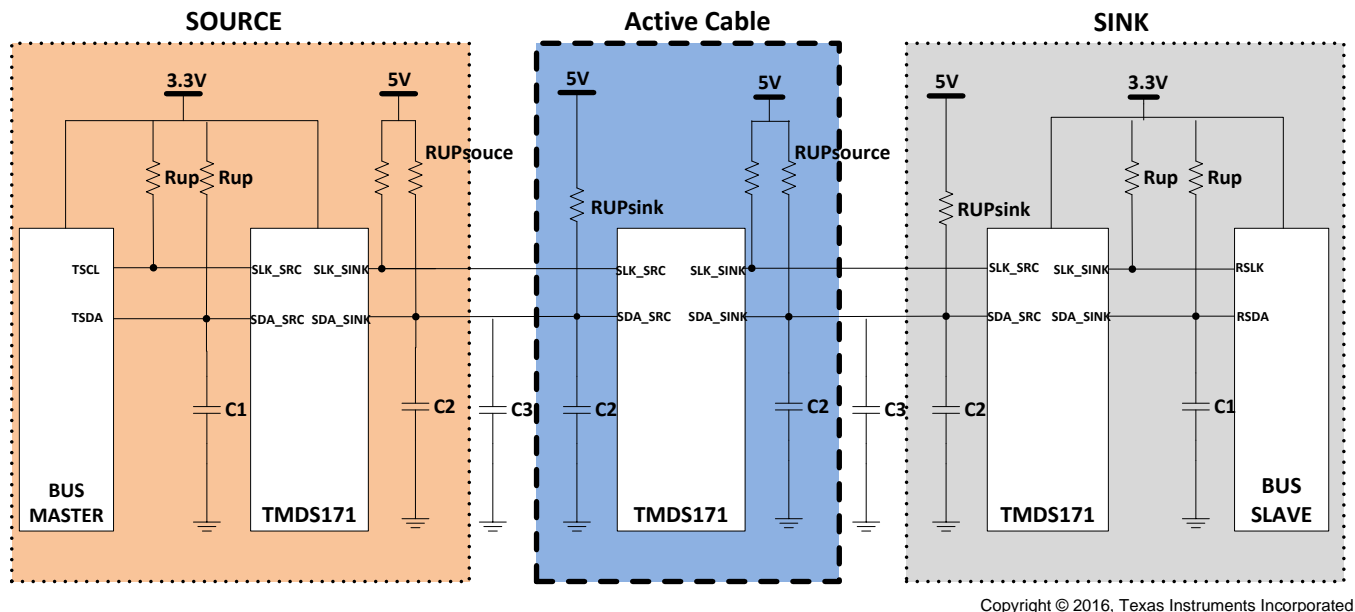 SOURCE
Active Cable
SINK
3.3V
5V
5V
5V
5V
3.3V
RUPsouce
RUPsource
Rup
Rup
RUPsink
RUPsink
Rup
Rup
TSCL
SLK_SRC
SLK_SINK
SLK_SRC
SLK_SINK
SLK_SRC
SLK_SINK
RSLK
TSDA
SDA_SRC
SDA_SINK
SDA_SRC
SDA_SINK
SDA_SRC
SDA_SINK
RSDA
C1
C2
C3
C2
C2
C3
C2
C1
BUS
MASTER
TMDS171
TMDS171
TMDS171
BUS
SLAVE
Copyright © 2016, Texas Instruments Incorporated